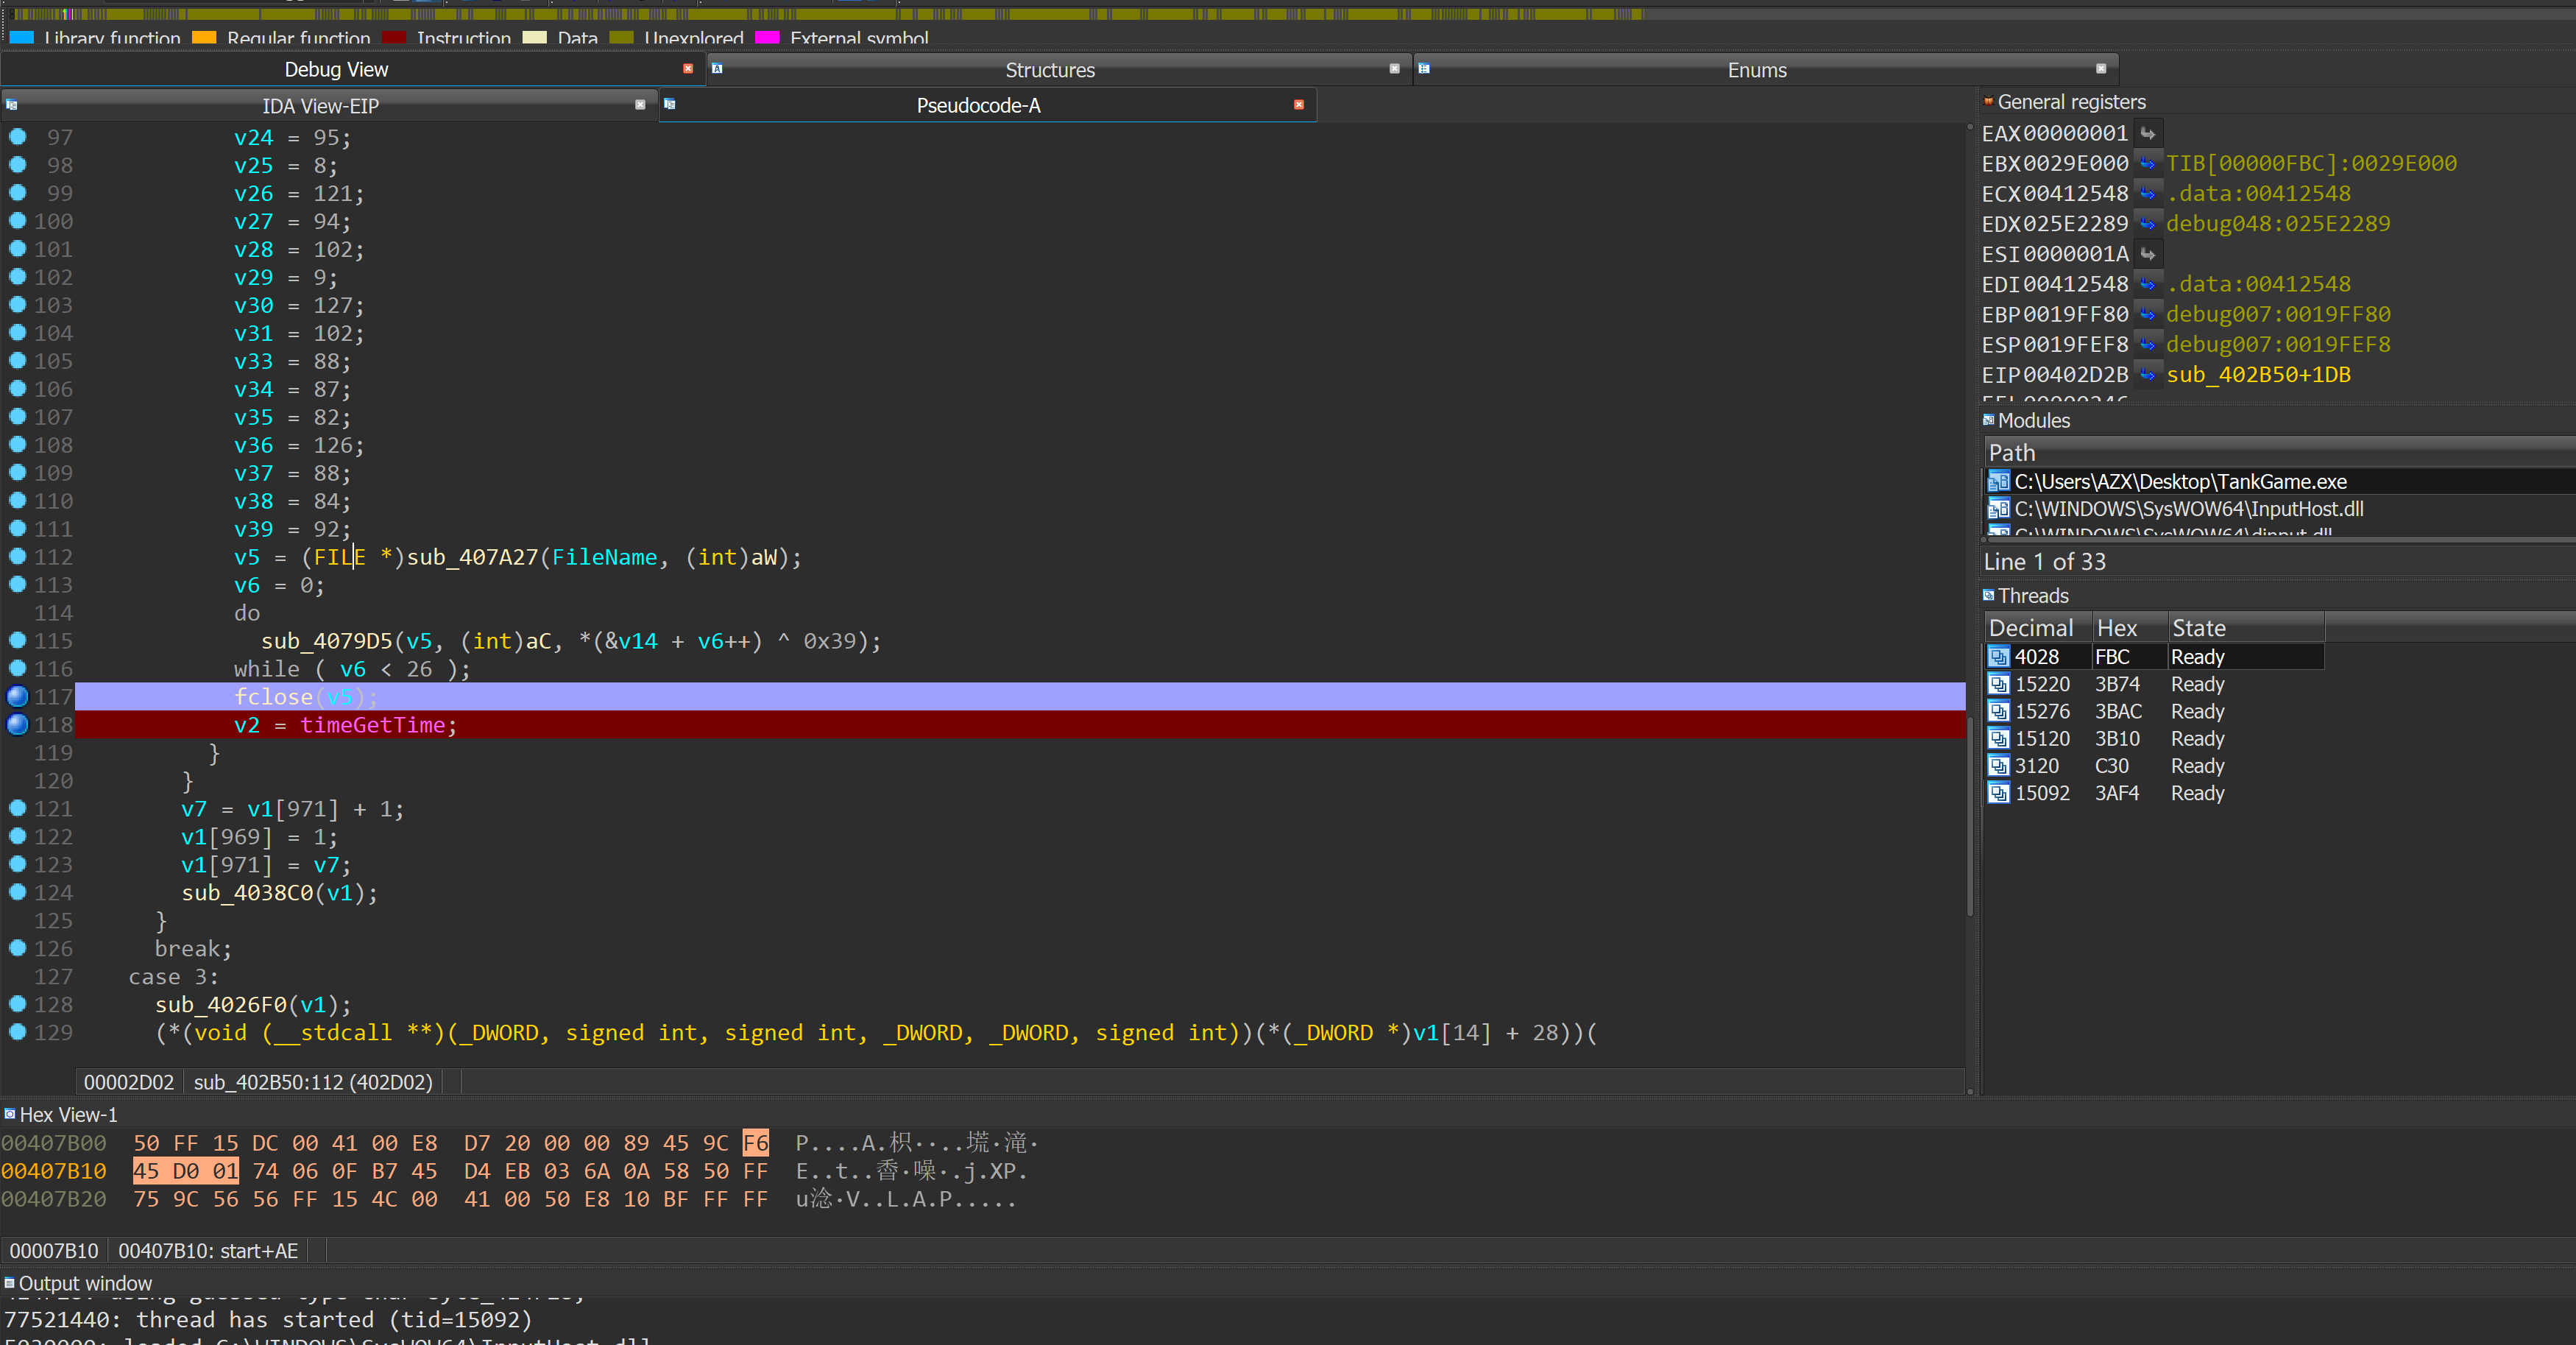 Library function Regular function Instruction Data Unexplored External symbol
Debug View Structures Enums
IDA View-EIP Pseudocode-A
97 v24 = 95;
98 v25 = 8;
99 v26 = 121;
100 v27 = 94;
101 v28 = 102;
102 v29 = 9;
103 v30 = 127;
104 v31 = 102;
105 v33 = 88;
106 v34 = 87;
107 v35 = 82;
108 v36 = 126;
109 v37 = 88;
110 v38 = 84;
111 v39 = 92;
112 v5 = (FILE *)sub_407A27(FileName, (int)aW);
113 v6 = 0;
114 do
115 sub_4079D5(v5, (int)aC, *(&v14 + v6++) ^ 0x39);
116 while ( v6 < 26 );
117 fclose(v5);
118 v2 = timeGetTime;
119 }
120 }
121 v7 = v1[971] + 1;
122 v1[969] = 1;
123 v1[971] = v7;
124 sub_4038C0(v1);
125 }
126 break;
127 case 3:
128 sub_4026F0(v1);
129 (*(void (__stdcall **)(_DWORD, signed int, signed int, _DWORD, _DWORD, signed int))(*(_DWORD *)v1[14] + 28))(
00002D02 sub_402B50:112 (402D02)
General registers
EAX 00000001
EBX 0029E000 TIB[00000FBC]:0029E000
ECX 00412548 .data:00412548
EDX 025E2289 debug048:025E2289
ESI 0000001A
EDI 00412548 .data:00412548
EBP 0019FF80 debug007:0019FF80
ESP 0019FEF8 debug007:0019FEF8
EIP 00402D2B sub_402B50+1DB
Modules
Path
C:\Users\AZX\Desktop\TankGame.exe
C:\WINDOWS\SysWOW64\InputHost.dll
C:\WINDOWS\SysWOW64\dinput.dll
Line 1 of 33
Threads
Decimal Hex State
4028 FBC Ready
15220 3B74 Ready
15276 3BAC Ready
15120 3B10 Ready
3120 C30 Ready
15092 3AF4 Ready
Hex View-1
00407B00 50 FF 15 DC 00 41 00 E8 D7 20 00 00 89 45 9C F6 P....A.枳·...塃·滝·
00407B10 45 D0 01 74 06 0F B7 45 D4 EB 03 6A 0A 58 50 FF E..t..稥·噪·.j.XP.
00407B20 75 9C 56 56 FF 15 4C 00 41 00 50 E8 10 BF FF FF u淰·V..L.A.P.....
00007B10 00407B10: start+AE
Output window
77521440: thread has started (tid=15092)
loaded C:\WINDOWS\SysWOW64\InputHost.dll